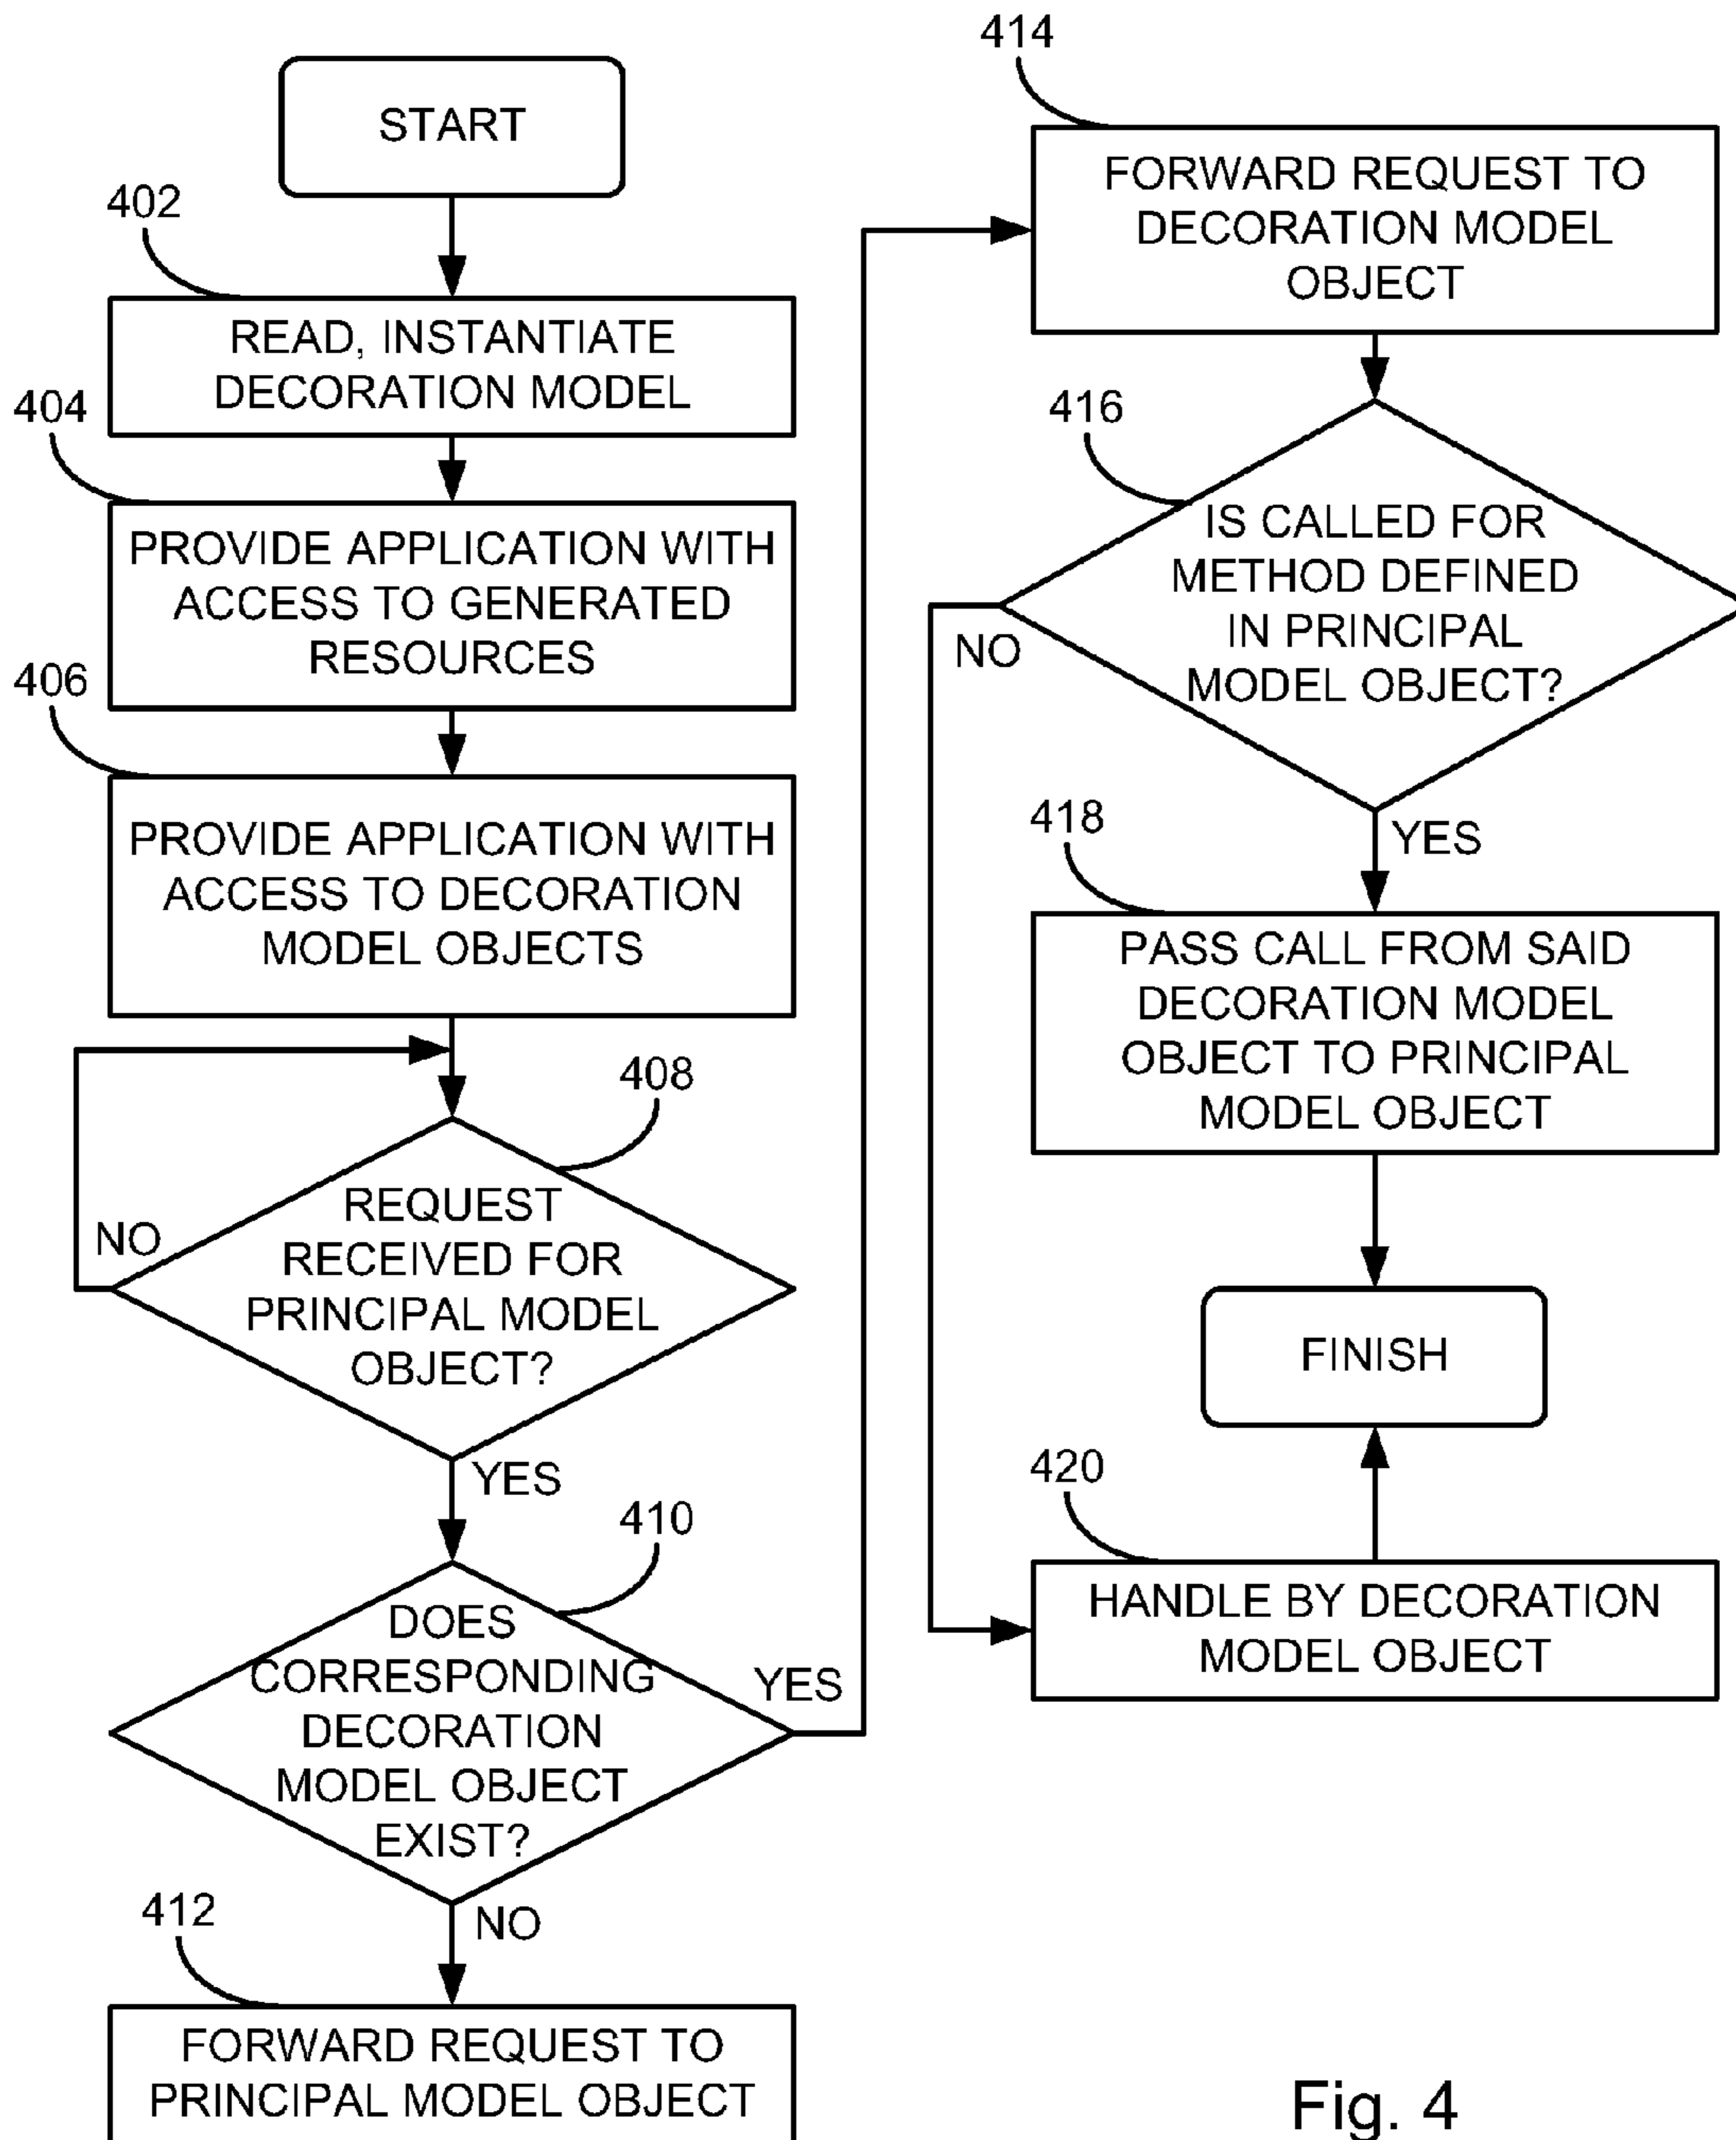 START
402
READ, INSTANTIATE
DECORATION MODEL
404
PROVIDE APPLICATION WITH
ACCESS TO GENERATED
RESOURCES
406
PROVIDE APPLICATION WITH
ACCESS TO DECORATION
MODEL OBJECTS
408
REQUEST
RECEIVED FOR
PRINCIPAL MODEL
OBJECT?
NO
YES
410
DOES
CORRESPONDING
DECORATION
MODEL OBJECT
EXIST?
YES
NO
412
FORWARD REQUEST TO
PRINCIPAL MODEL OBJECT
414
FORWARD REQUEST TO
DECORATION MODEL
OBJECT
416
IS CALLED FOR
METHOD DEFINED
IN PRINCIPAL
MODEL OBJECT?
NO
YES
418
PASS CALL FROM SAID
DECORATION MODEL
OBJECT TO PRINCIPAL
MODEL OBJECT
FINISH
420
HANDLE BY DECORATION
MODEL OBJECT
Fig. 4